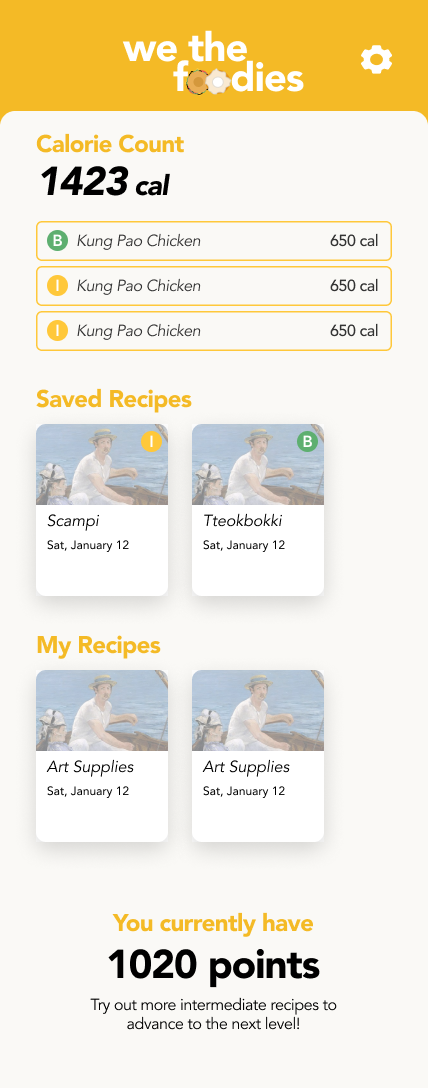 we the
foodies
Calorie Count
1423 cal
B Kung Pao Chicken 650 cal
I Kung Pao Chicken 650 cal
I Kung Pao Chicken 650 cal
Saved Recipes
I
B
Scampi
Tteokbokki
Sat, January 12
Sat, January 12
My Recipes
Art Supplies
Art Supplies
Sat, January 12
Sat, January 12
You currently have
1020 points
Try out more intermediate recipes to
advance to the next level!